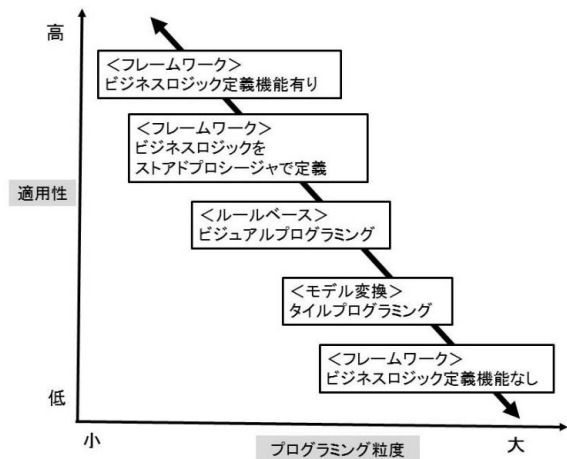 高
<フレームワーク>
ビジネスロジック定義機能有り
<フレームワーク>
ビジネスロジックを
ストアドプロシージャで定義
適用性
<ルールベース>
ビジュアルプログラミング
<モデル変換>
タイルプログラミング
<フレームワーク>
ビジネスロジック定義機能なし
低
小
プログラミング粒度
大